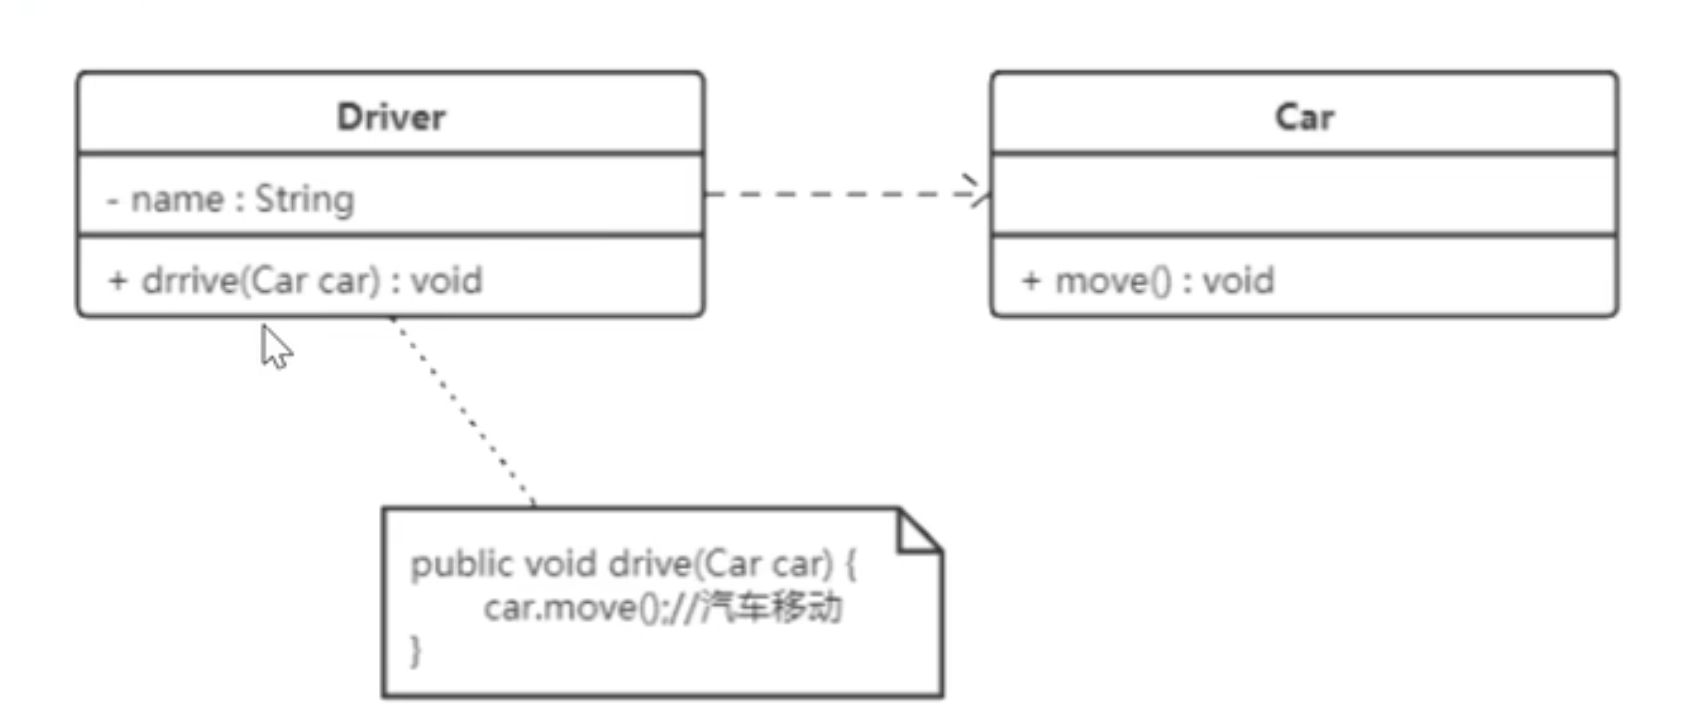 Driver
- name : String
+ drrive(Car car) : void
Car
+ move() : void
public void drive(Car car) {
car.move();//汽车移动
}